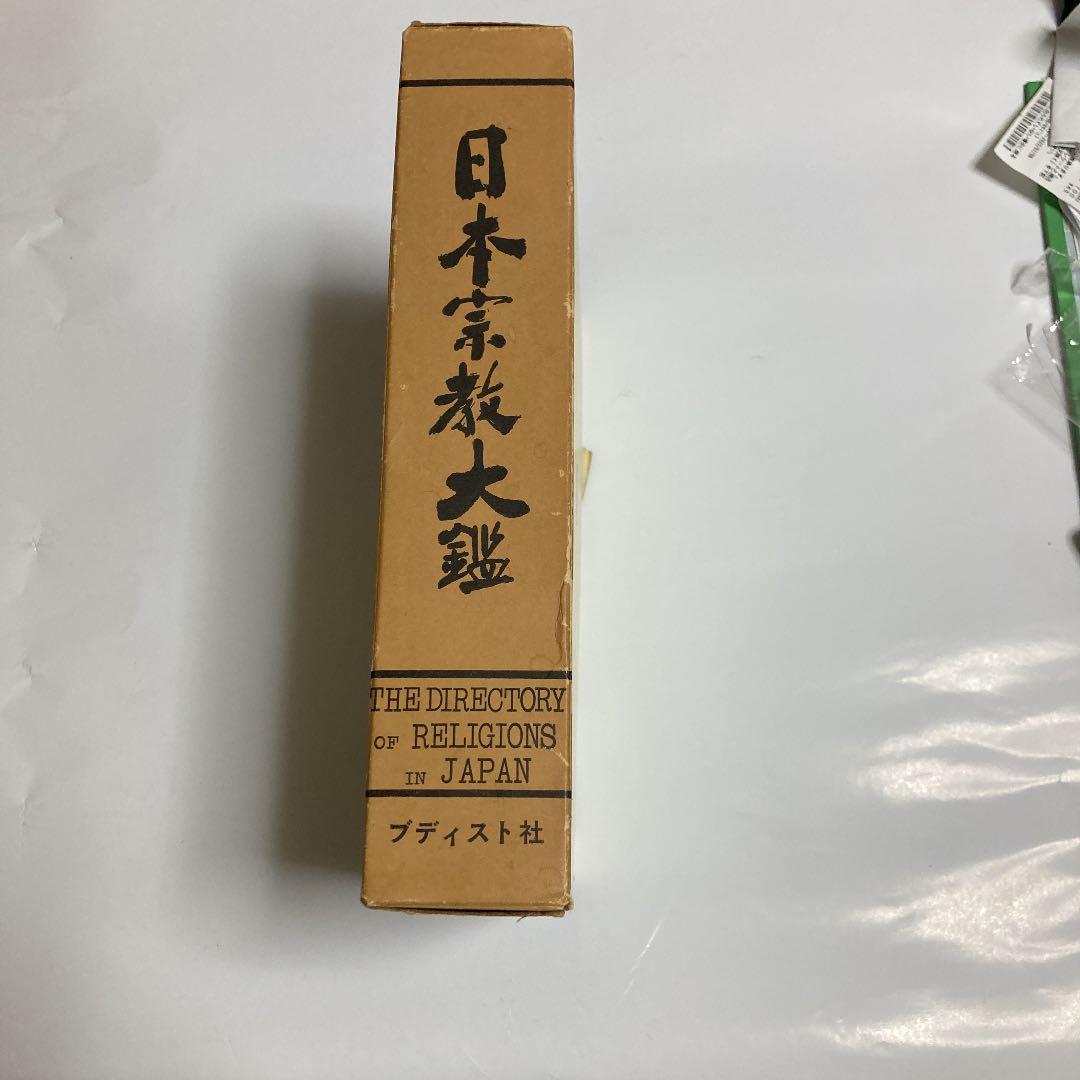 日本宗教大鑑
THE DIRECTORY
OF RELIGIONS
IN JAPAN
ブディスト社